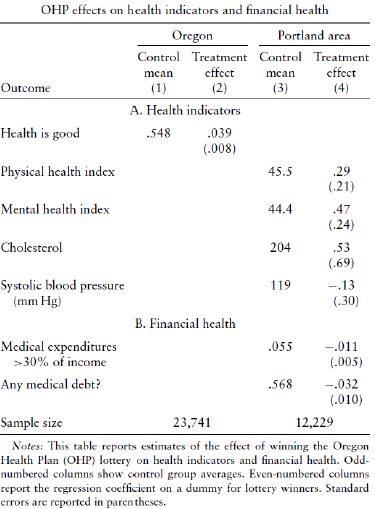 OHP effects on health indicators and financial health
Oregon Portland area
Control Treatment Control Treatment
mean effect mean effect
Outcome (1) (2) (3) (4)
A. Health indicators
Health is good .548 .039
(.008)
Physical health index 45.5 .29
(.21)
Mental health index 44.4 .47
(.24)
Cholesterol 204 .53
(.69)
Systolic blood pressure 119 −.13
(mm Hg) (.30)
B. Financial health
Medical expenditures .055 −.011
>30% of income (.005)
Any medical debt? .568 −.032
(.010)
Sample size 23,741 12,229
Notes: This table reports estimates of the effect of winning the Oregon
Health Plan (OHP) lottery on health indicators and financial health. Odd-
numbered columns show control group averages. Even-numbered columns
report the regression coefficient on a dummy for lottery winners. Standard
errors are reported in parentheses.